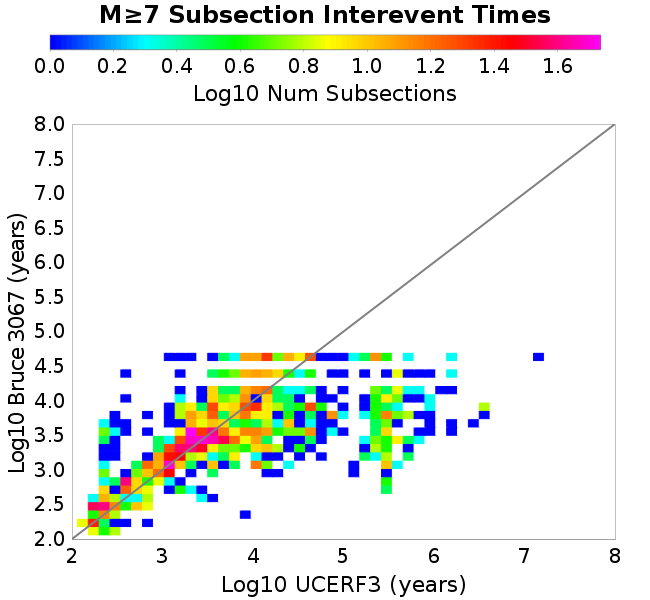 M≥7 Subsection Interevent Times
0.0 0.2 0.4 0.6 0.8 1.0 1.2 1.4 1.6
Log10 Num Subsections
8.0
7.5
7.0
6.5
6.0
5.5
5.0
4.5
4.0
3.5
3.0
2.5
2.0
Log10 Bruce 3067 (years)
2 3 4 5 6 7 8
Log10 UCERF3 (years)